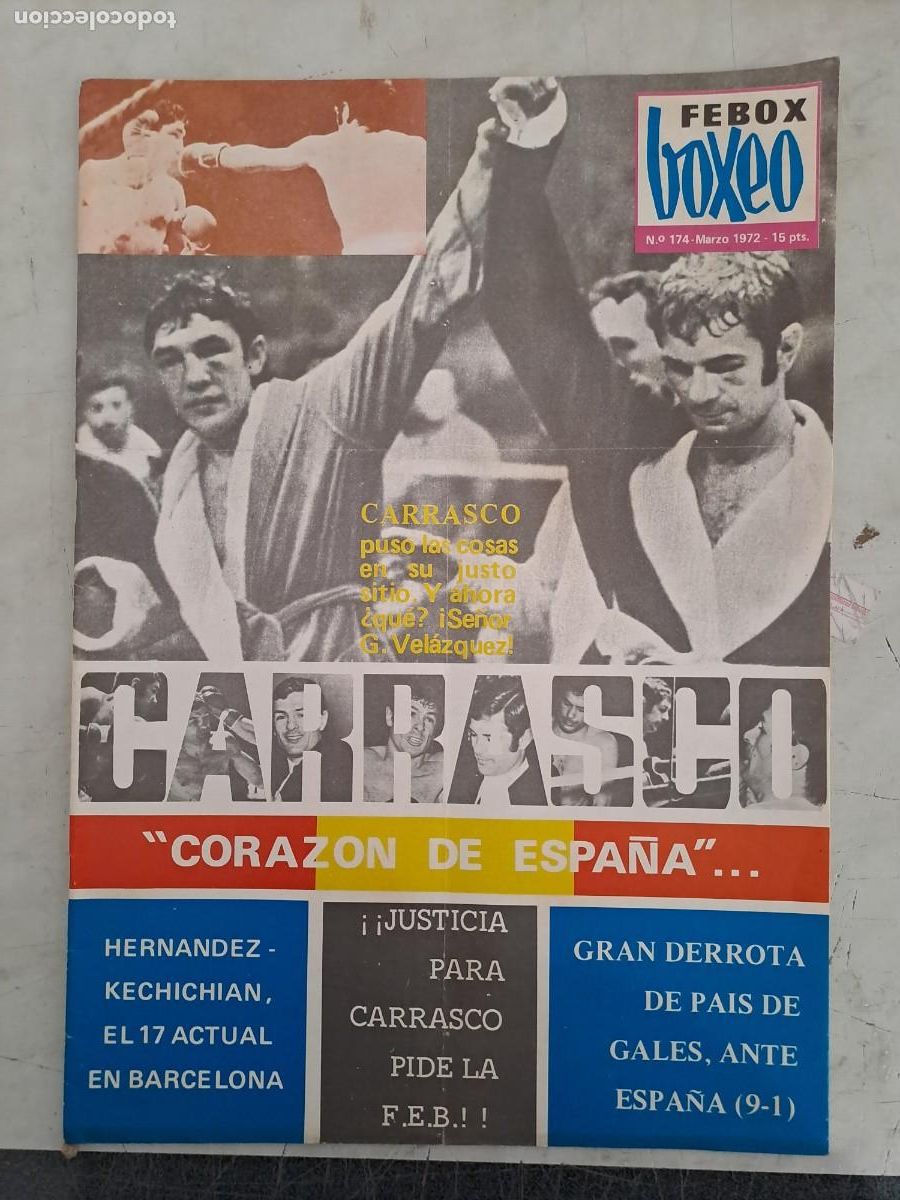 todocoleccion
FEBOX
boxeo
N.º 174 - Marzo 1972 - 15 pts.
CARRASCO
puso las cosas
en su justo
sitio. Y ahora
¿qué? ¡Señor
G. Velázquez!
CARRASCO
"CORAZON DE ESPAÑA"...
HERNANDEZ -
KECHICHIAN,
EL 17 ACTUAL
EN BARCELONA
¡¡JUSTICIA
PARA
CARRASCO
PIDE LA
F.E.B.!!
GRAN DERROTA
DE PAIS DE
GALES, ANTE
ESPAÑA (9-1)